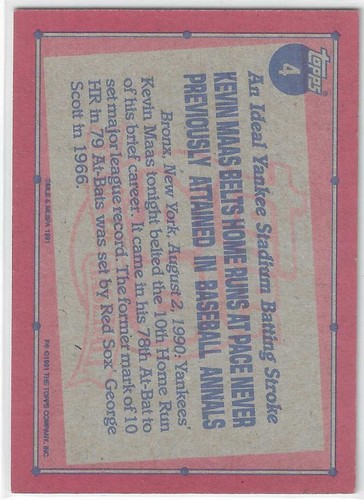 TOPPS
4
An Ideal Yankee Stadium Batting Stroke
KEVIN MAAS BELTS HOME RUNS AT PACE NEVER
PREVIOUSLY ATTAINED IN BASEBALL ANNALS
Bronx, New York, August 2, 1990: Yankees'
Kevin Maas tonight belted the 10th Home Run
of his brief career. It came in his 78th At-Bat to
set major league record. The former mark of 10
HR in 79 At-Bats was set by Red Sox' George
Scott in 1966.
©MLB & MLBPA 1991
©1991 THE TOPPS COMPANY, INC.